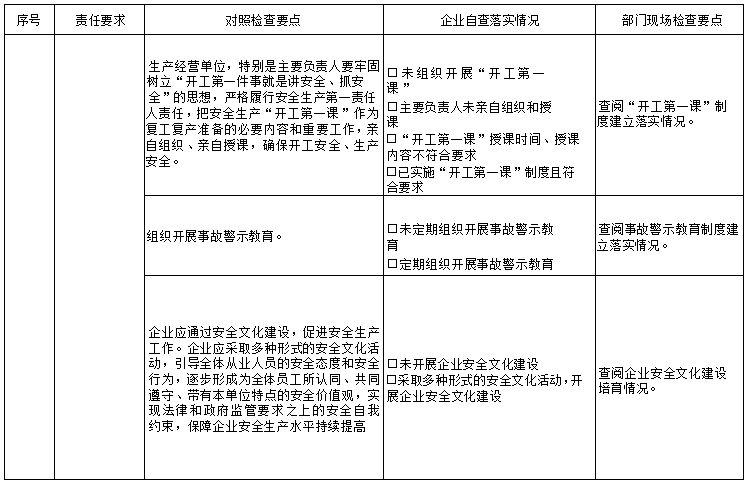 序号
责任要求
对照检查要点
企业自查落实情况
部门现场检查要点
生产经营单位，特别是主要负责人要牢固
树立“开工第一件事就是讲安全、抓安
全”的思想，严格履行安全生产第一责任
人责任，把安全生产“开工第一课”作为
复工复产准备的必要内容和重要工作，亲
自组织、亲自授课，确保开工安全、生产
安全。
□未组织开展“开工第一
课”
□主要负责人未亲自组织和授
课
□“开工第一课”授课时间、授课
内容不符合要求
□已实施“开工第一课”制度且符
合要求
查阅“开工第一课”制
度建立落实情况。
组织开展事故警示教育。
□未定期组织开展事故警示教
育
□定期组织开展事故警示教育
查阅事故警示教育制度建
立落实情况。
企业应通过安全文化建设，促进安全生产
工作。企业应采取多种形式的安全文化活
动，引导全体从业人员的安全态度和安全
行为，逐步形成为全体员工所认同、共同
遵守、带有本单位特点的安全价值观，实
现法律和政府监管要求之上的安全自我
约束，保障企业安全生产水平持续提高
□未开展企业安全文化建设
□采取多种形式的安全文化活动，开
展企业安全文化建设
查阅企业安全文化建设
培育情况。